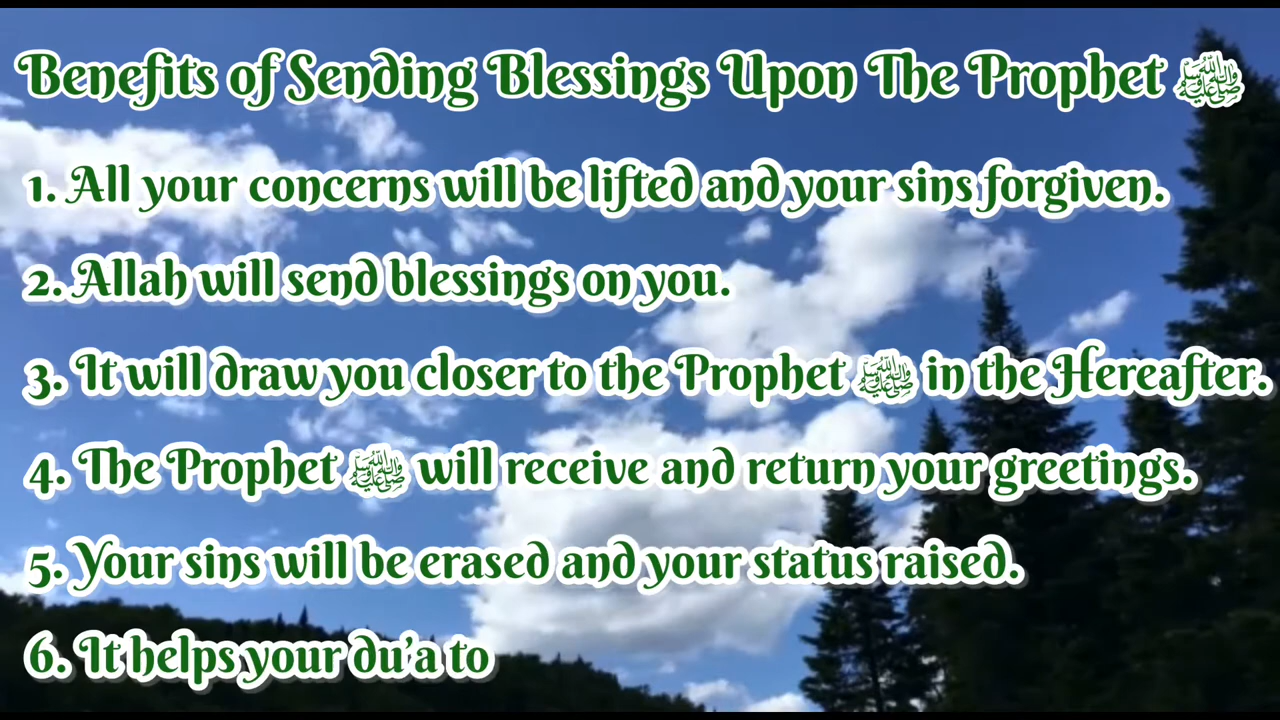 Benefits of Sending Blessings Upon The Prophet ﷺ
1. All your concerns will be lifted and your sins forgiven.
2. Allah will send blessings on you.
3. It will draw you closer to the Prophet ﷺ in the Hereafter.
4. The Prophet ﷺ will receive and return your greetings.
5. Your sins will be erased and your status raised.
6. It helps your du'a to